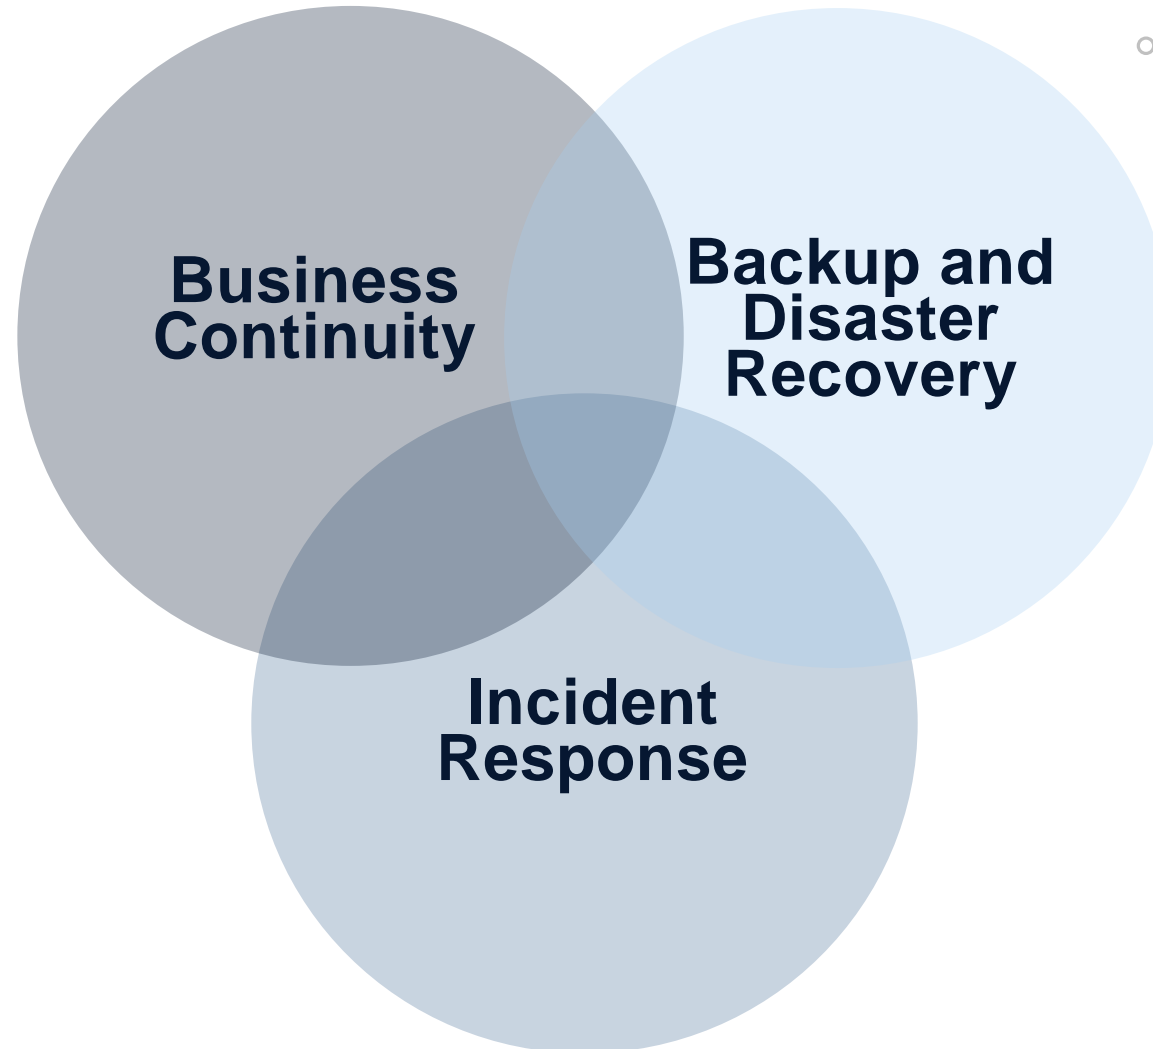 Business
Continuity
Backup and
Disaster
Recovery
Incident
Response